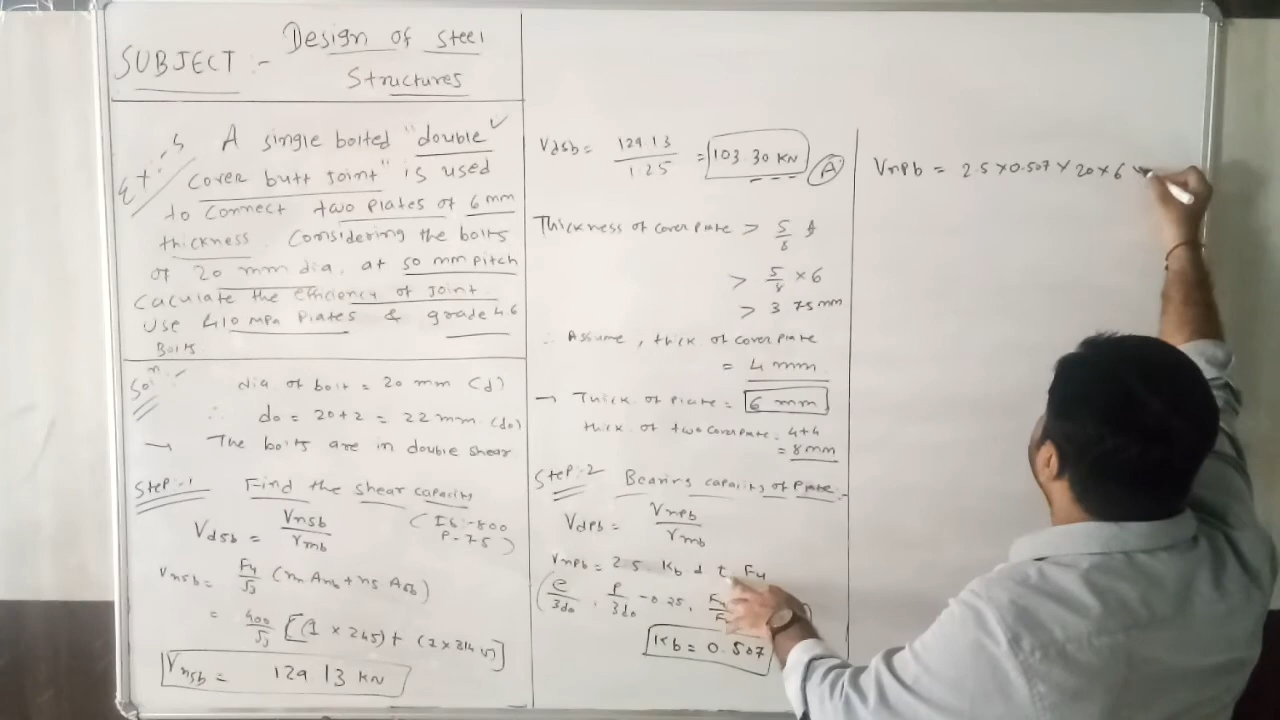 SUBJECT :- Design of Steel
Structures
Ex:-5 A single bolted "double
cover butt joint" is used
to connect two plates of 6 mm
thickness. Considering the bolts
of 20 mm dia. at 50 mm pitch
Calculate the efficiency of joint.
Use 410 MPa plates & grade 4.6
Bolts
Soln :- dia. of bolt = 20 mm (d)
∴ do = 20+2 = 22 mm (do)
→ The bolts are in double shear
Step:-1 Find the shear capacity
Vdsb = Vnsb / γmb (IS:-800
P-75)
Vnsb = Fu/√3 (nn Anb + ns Asb)
= 400/√3 [(1 × 245) + (1 × 314
Vnsb = 129.13 KN
Vdsb = 129.13 / 1.25 = 103.30 KN (A)
Thickness of cover plate > 5/8 t
> 5/8 × 6
> 3.75 mm
∴ Assume, thick. of cover plate
= 4 mm
→ Thick. of Plate = 6 mm
thick. of two cover plate = 4+4
= 8 mm
Step:-2 Bearing capacity of Plate:-
Vdpb = Vnpb / γmb
Vnpb = 2.5 Kb d t Fu
(e/3do, P/3do - 0.25,
Kb = 0.507
Vnpb = 2.5 × 0.507 × 20 × 6